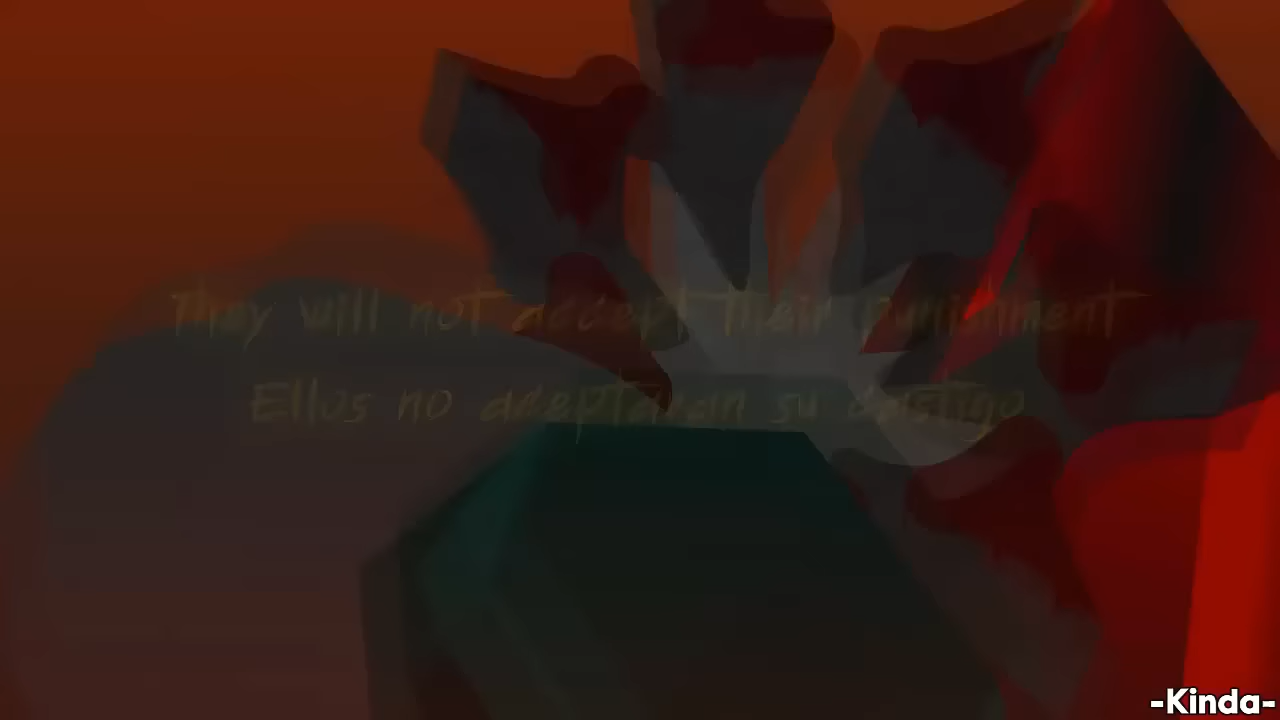 They will not accept their punishment
Ellos no aceptaran su castigo
-Kinda-